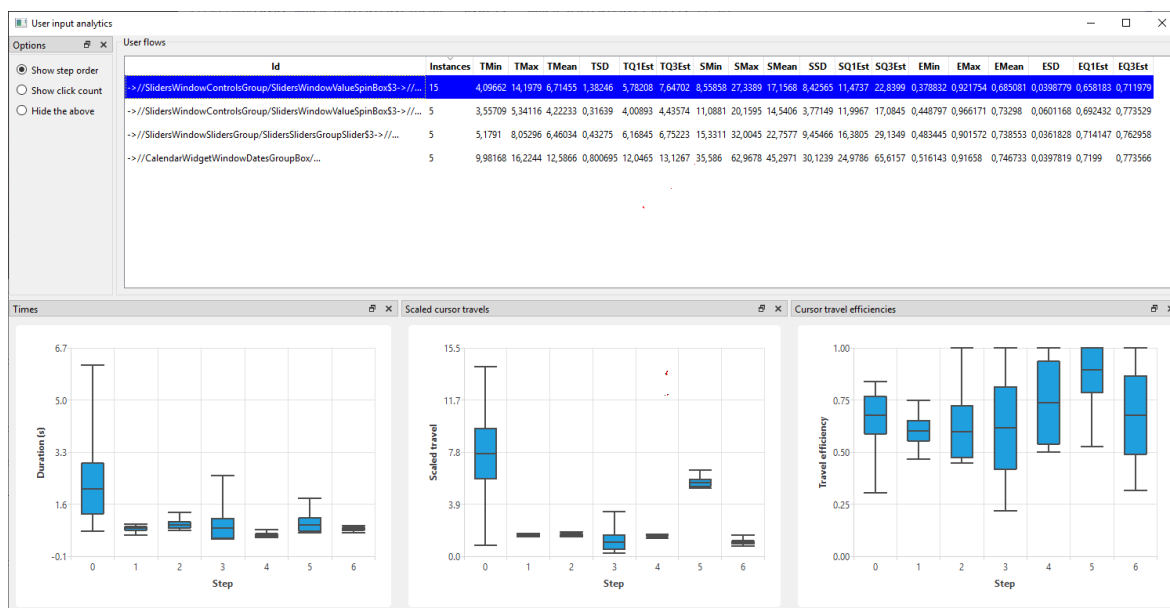 User input analytics
Options
Show step order
Show click count
Hide the above
User flows
Id Instances TMin TMax TMean TSD TQ1Est TQ3Est SMin SMax SMean SSD SQ1Est SQ3Est EMin EMax EMean ESD EQ1Est EQ3Est
->//SlidersWindowControlsGroup/SlidersWindowValueSpinBox$3->//... 15 4,09662 14,1979 6,71455 1,38246 5,78208 7,64702 8,55858 27,3389 17,1568 8,42565 11,4737 22,8399 0,378832 0,921754 0,685081 0,0398779 0,658183 0,711979
->//SlidersWindowControlsGroup/SlidersWindowValueSpinBox$3->//... 5 3,55709 5,34116 4,22233 0,31639 4,00893 4,43574 11,0881 20,1595 14,5406 3,77149 11,9967 17,0845 0,448797 0,966171 0,73298 0,0601168 0,692432 0,773529
->//SlidersWindowSlidersGroup/SlidersSlidersGroupSlider$3->//... 5 5,1791 8,05296 6,46034 0,43275 6,16845 6,75223 15,3311 32,0045 22,7577 9,45466 16,3805 29,1349 0,483445 0,901572 0,738553 0,0361828 0,714147 0,762958
->//CalendarWidgetWindowDatesGroupBox/... 5 9,98168 16,2244 12,5866 0,800695 12,0465 13,1267 35,586 62,9678 45,2971 30,1239 24,9786 65,6157 0,516143 0,91658 0,746733 0,0397819 0,7199 0,773566
Times
6.7
5.0
3.3
1.6
-0.1
Duration (s)
0 1 2 3 4 5 6
Step
Scaled cursor travels
15.5
11.7
7.8
3.9
0.0
Scaled travel
0 1 2 3 4 5 6
Step
Cursor travel efficiencies
1.00
0.75
0.50
0.25
0.00
Travel efficiency
0 1 2 3 4 5 6
Step